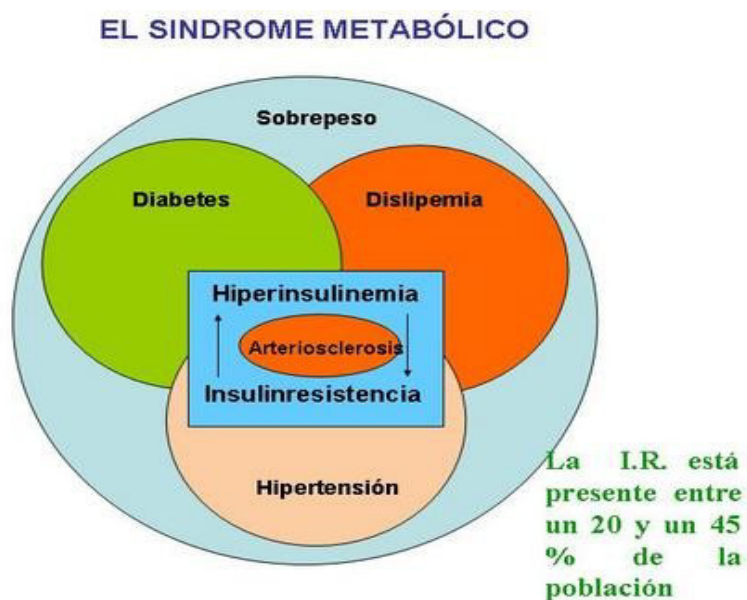 EL SINDROME METABÓLICO
Sobrepeso
Diabetes
Dislipemia
Hiperinsulinemia
Arteriosclerosis
Insulinresistencia
Hipertensión
La I.R. está
presente entre
un 20 y un 45
% de la
población